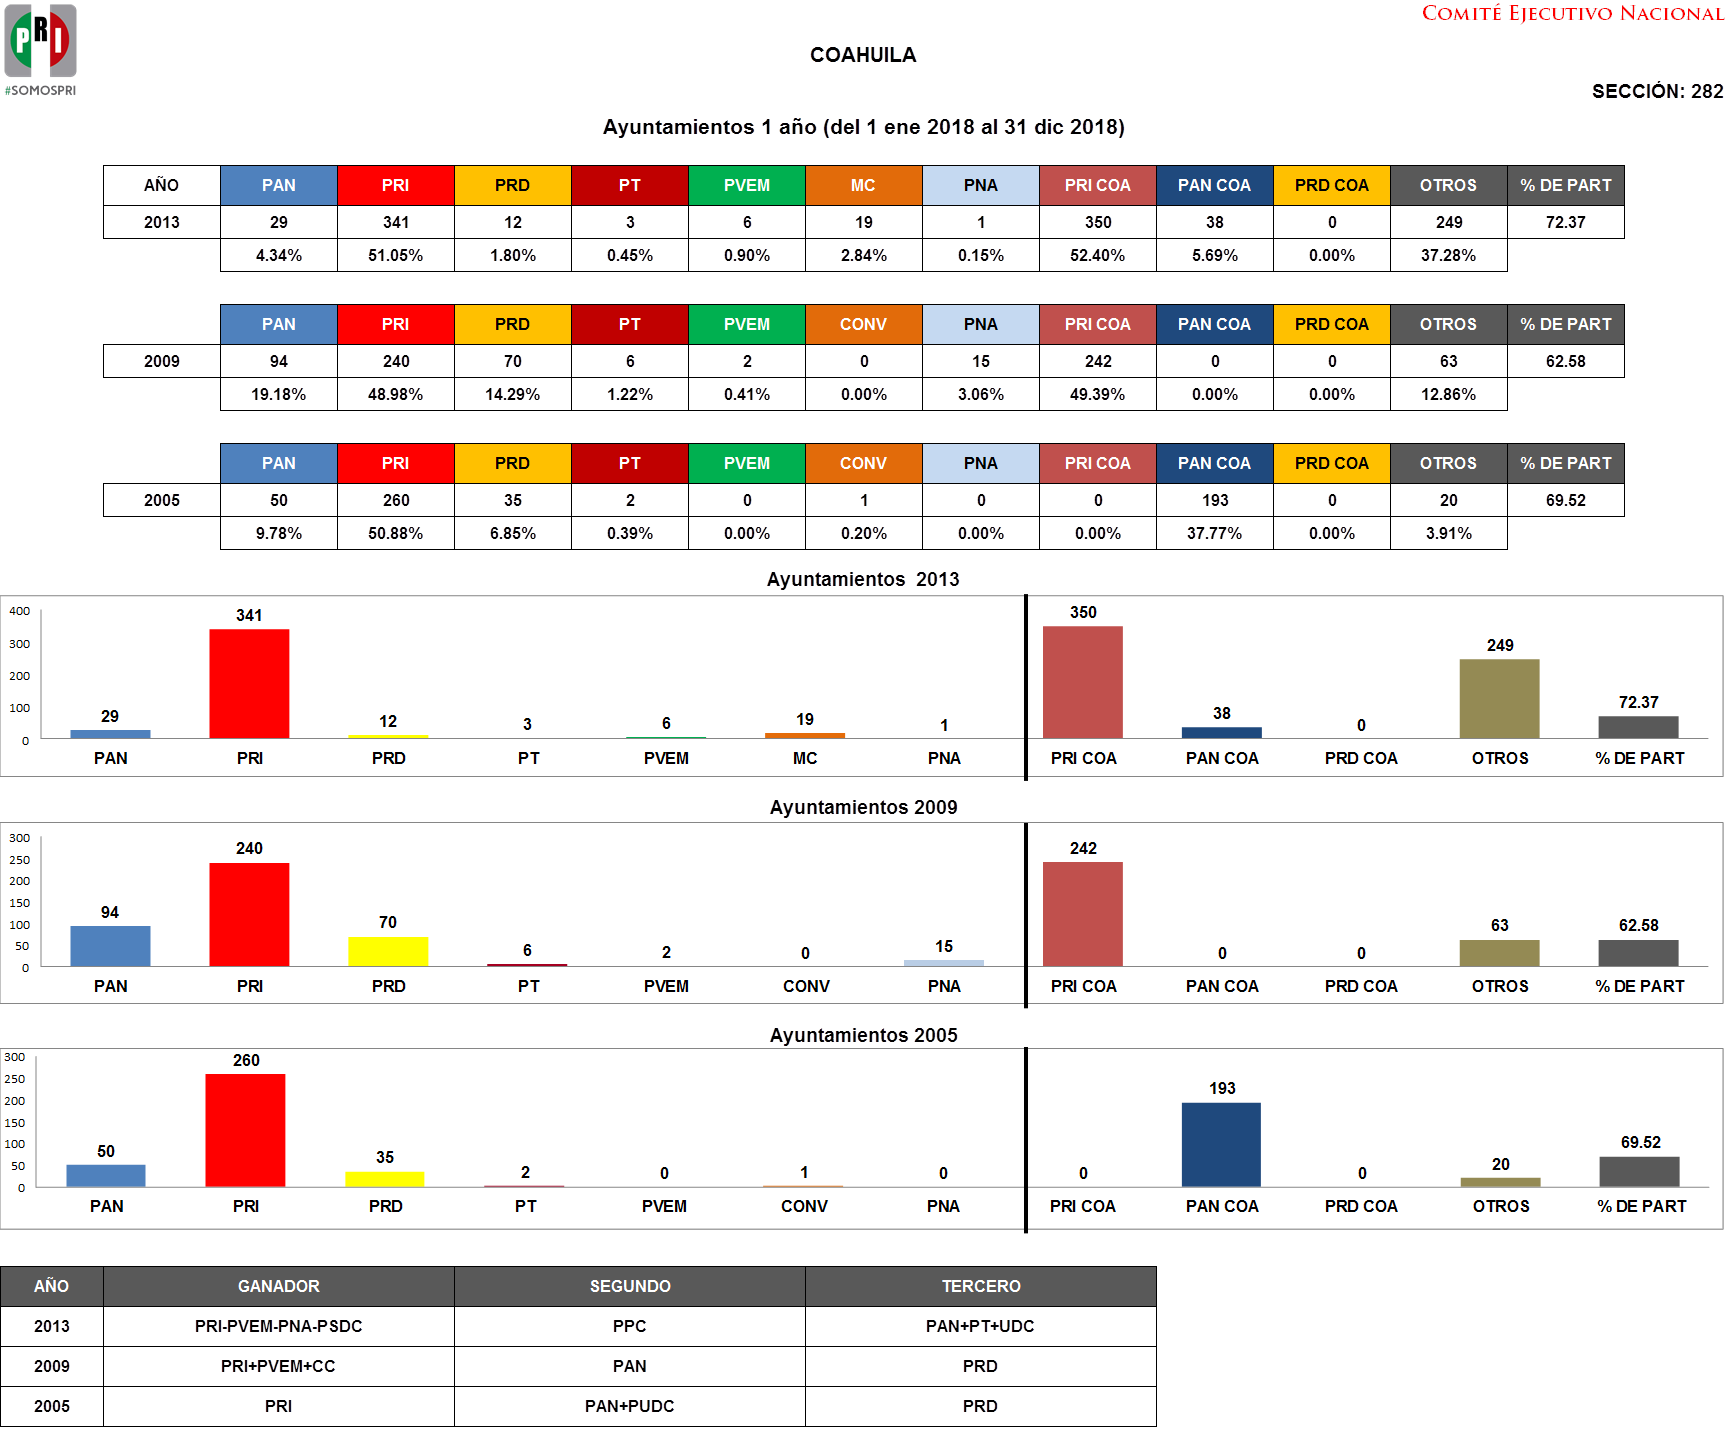 PRI
#SOMOSPRI
COMITÉ EJECUTIVO NACIONAL
COAHUILA
SECCIÓN: 282
Ayuntamientos 1 año (del 1 ene 2018 al 31 dic 2018)
AÑO PAN PRI PRD PT PVEM MC PNA PRI COA PAN COA PRD COA OTROS % DE PART
2013 29 341 12 3 6 19 1 350 38 0 249 72.37
4.34% 51.05% 1.80% 0.45% 0.90% 2.84% 0.15% 52.40% 5.69% 0.00% 37.28%
PAN PRI PRD PT PVEM CONV PNA PRI COA PAN COA PRD COA OTROS % DE PART
2009 94 240 70 6 2 0 15 242 0 0 63 62.58
19.18% 48.98% 14.29% 1.22% 0.41% 0.00% 3.06% 49.39% 0.00% 0.00% 12.86%
PAN PRI PRD PT PVEM CONV PNA PRI COA PAN COA PRD COA OTROS % DE PART
2005 50 260 35 2 0 1 0 0 193 0 20 69.52
9.78% 50.88% 6.85% 0.39% 0.00% 0.20% 0.00% 0.00% 37.77% 0.00% 3.91%
Ayuntamientos 2013
400
300
200
100
0
29 341 12 3 6 19 1 350 38 0 249 72.37
PAN PRI PRD PT PVEM MC PNA PRI COA PAN COA PRD COA OTROS % DE PART
Ayuntamientos 2009
300
250
200
150
100
50
0
94 240 70 6 2 0 15 242 0 0 63 62.58
PAN PRI PRD PT PVEM CONV PNA PRI COA PAN COA PRD COA OTROS % DE PART
Ayuntamientos 2005
300
250
200
150
100
50
0
50 260 35 2 0 1 0 0 193 0 20 69.52
PAN PRI PRD PT PVEM CONV PNA PRI COA PAN COA PRD COA OTROS % DE PART
AÑO GANADOR SEGUNDO TERCERO
2013 PRI-PVEM-PNA-PSDC PPC PAN+PT+UDC
2009 PRI+PVEM+CC PAN PRD
2005 PRI PAN+PUDC PRD